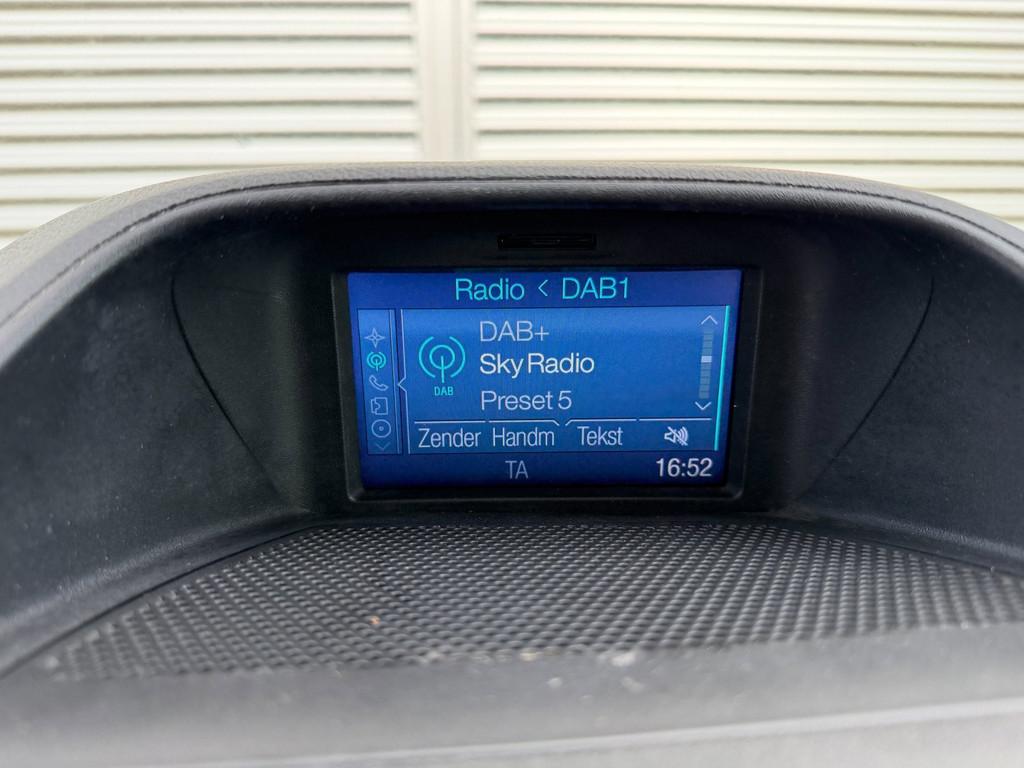 Radio < DAB1
DAB+
Sky Radio
DAB
Preset 5
Zender Handm Tekst
TA 16:52